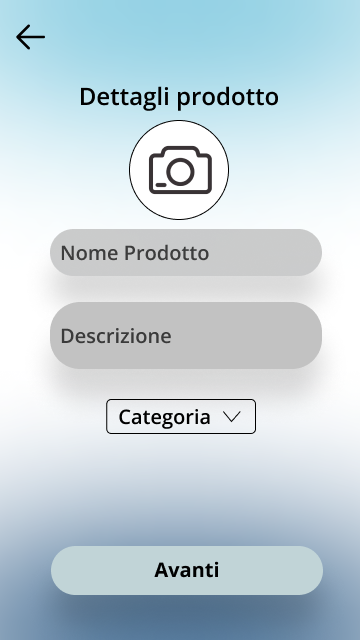 Dettagli prodotto
Nome Prodotto
Descrizione
Categoria
Avanti